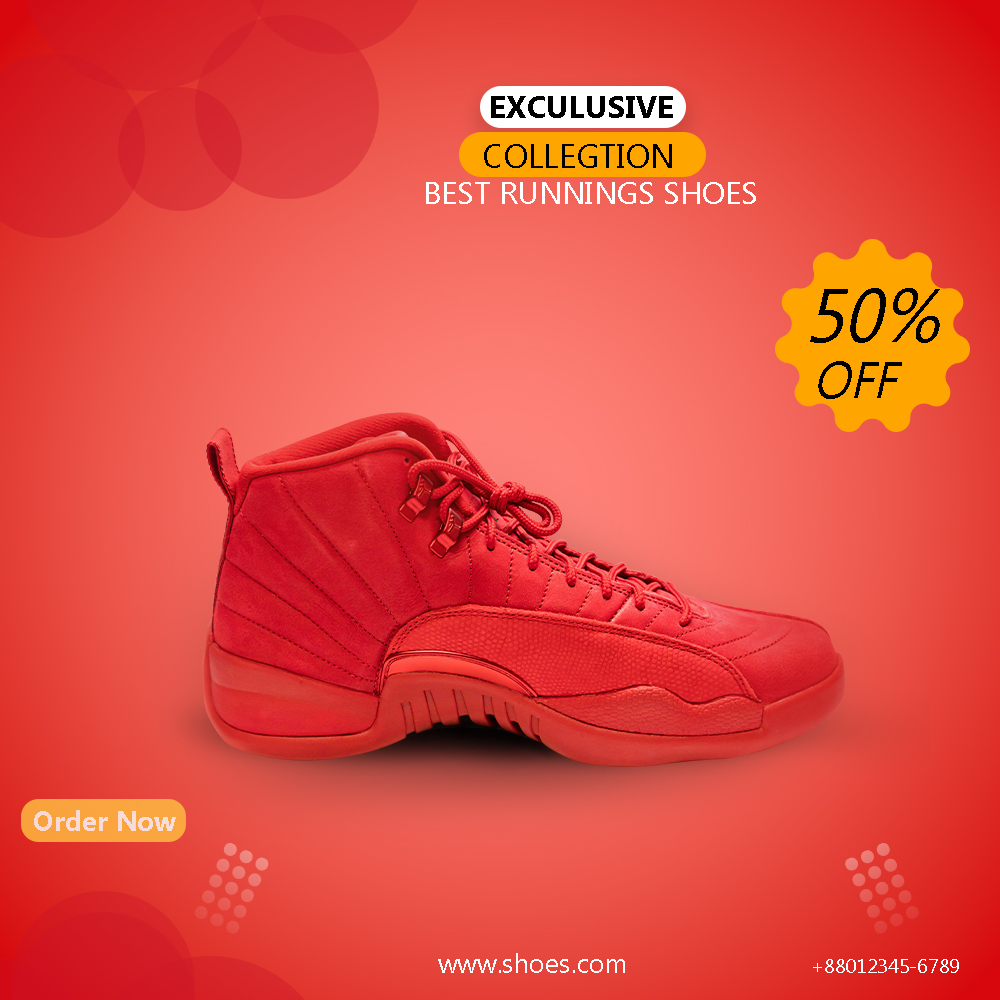 EXCULUSIVE
COLLEGTION
BEST RUNNINGS SHOES
50%
OFF
Order Now
www.shoes.com
+88012345-6789